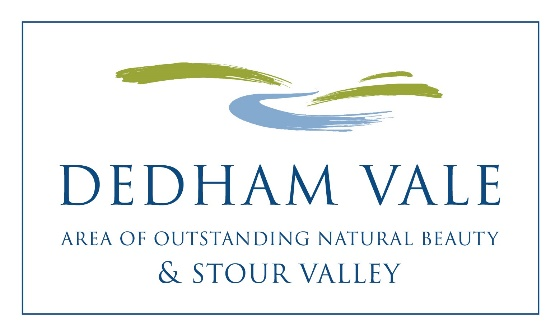 DEDHAM VALE
AREA OF OUTSTANDING NATURAL BEAUTY
& STOUR VALLEY